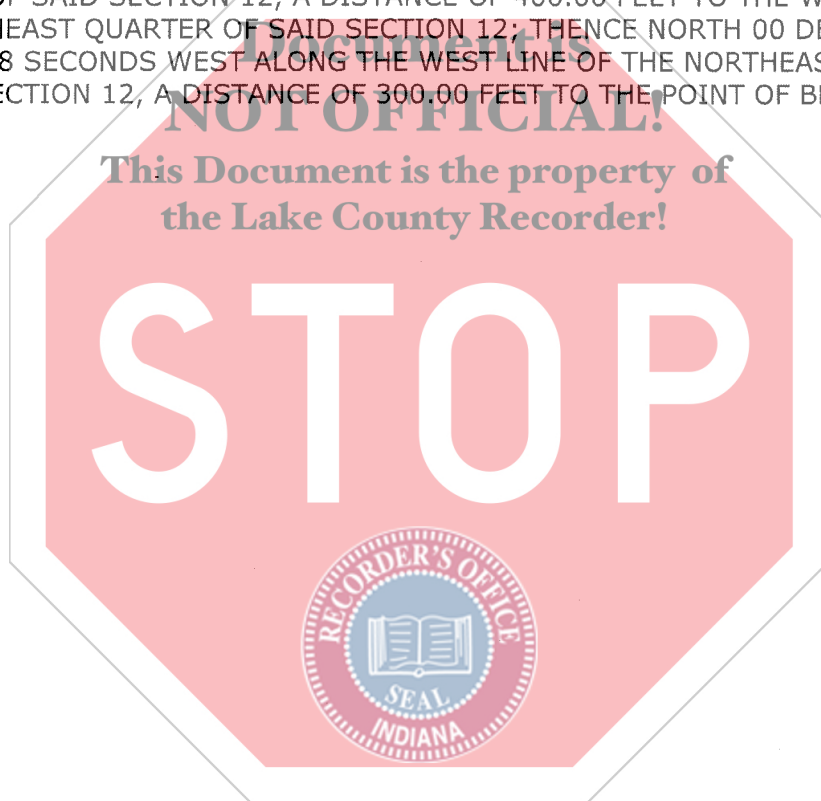 OF SAID SECTION 12, A DISTANCE OF 400.00 FEET TO THE W
EAST QUARTER OF SAID SECTION 12; THENCE NORTH 00 DE
8 SECONDS WEST ALONG THE WEST LINE OF THE NORTHEAS
ECTION 12, A DISTANCE OF 300.00 FEET TO THE POINT OF B
Document is
NOT OFFICIAL!
This Document is the property of
the Lake County Recorder!
STOP
RECORDER'S OFFICE
SEAL
INDIANA